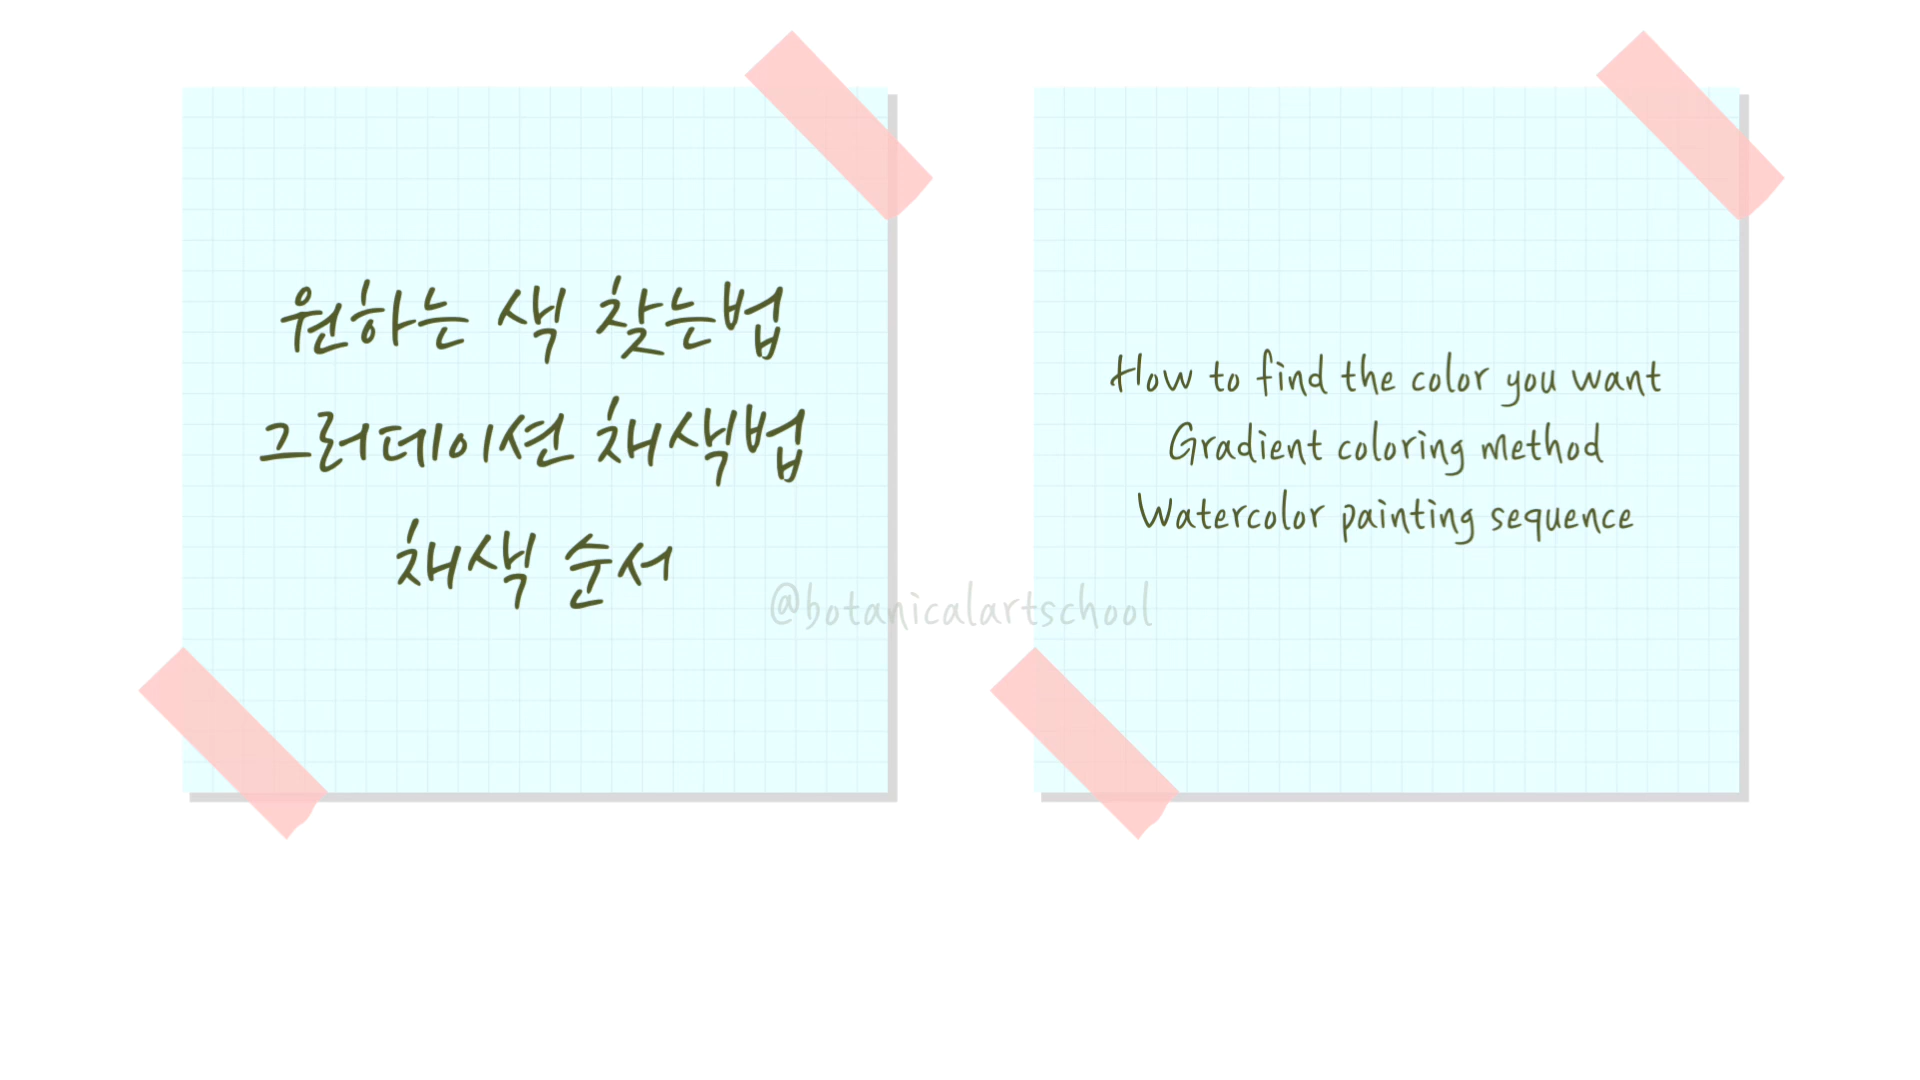 원하는 색 찾는법
그러데이션 채색법
채색 순서
How to find the color you want
Gradient coloring method
Watercolor painting sequence
@botanicalartschool